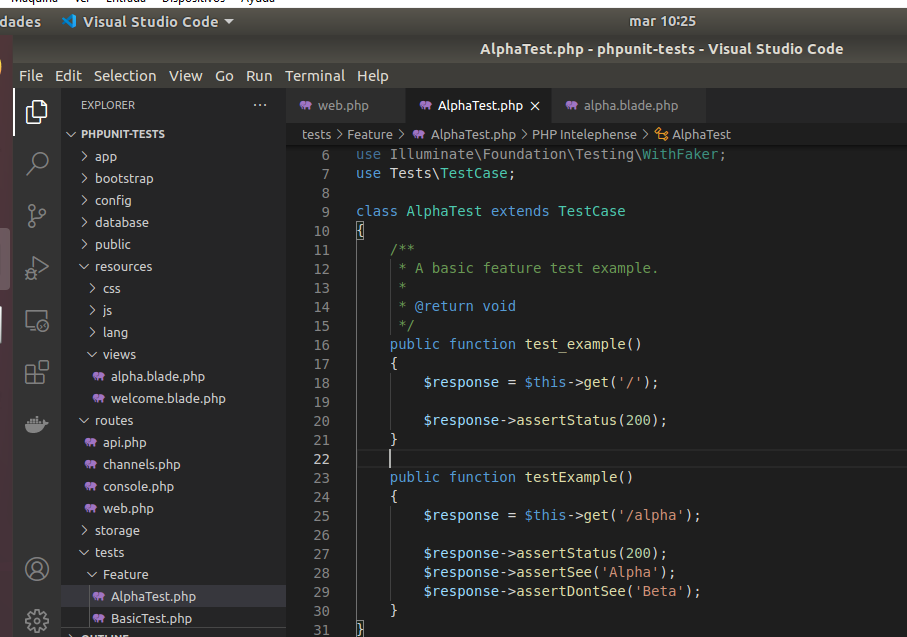 Máquina Ver Entrada Dispositivos Ayuda
dades Visual Studio Code mar 10:25
AlphaTest.php - phpunit-tests - Visual Studio Code
File Edit Selection View Go Run Terminal Help
EXPLORER ...
web.php AlphaTest.php × alpha.blade.php
tests > Feature > AlphaTest.php > PHP Intelephense > AlphaTest
PHPUNIT-TESTS
app
bootstrap
config
database
public
resources
css
js
lang
views
alpha.blade.php
welcome.blade.php
routes
api.php
channels.php
console.php
web.php
storage
tests
Feature
AlphaTest.php
BasicTest.php
OUTLINE
6 use Illuminate\Foundation\Testing\WithFaker;
7 use Tests\TestCase;
8
9 class AlphaTest extends TestCase
10 {
11     /**
12      * A basic feature test example.
13      *
14      * @return void
15      */
16     public function test_example()
17     {
18         $response = $this->get('/');
19
20         $response->assertStatus(200);
21     }
22
23     public function testExample()
24     {
25         $response = $this->get('/alpha');
26
27         $response->assertStatus(200);
28         $response->assertSee('Alpha');
29         $response->assertDontSee('Beta');
30     }
31 }